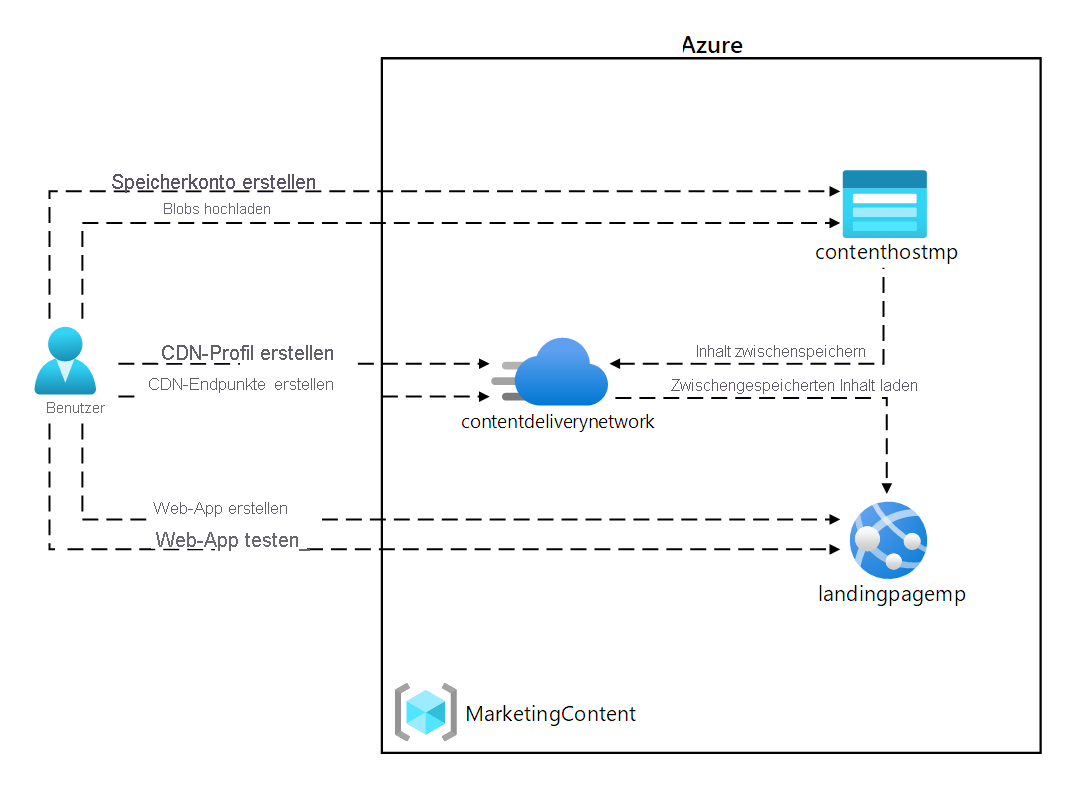 Azure
Speicherkonto erstellen
Blobs hochladen
contenthostmp
CDN-Profil erstellen
Inhalt zwischenspeichern
CDN-Endpunkte erstellen
Zwischengespeicherten Inhalt laden
Benutzer
contentdeliverynetwork
Web-App erstellen
Web-App testen
landingpagemp
MarketingContent